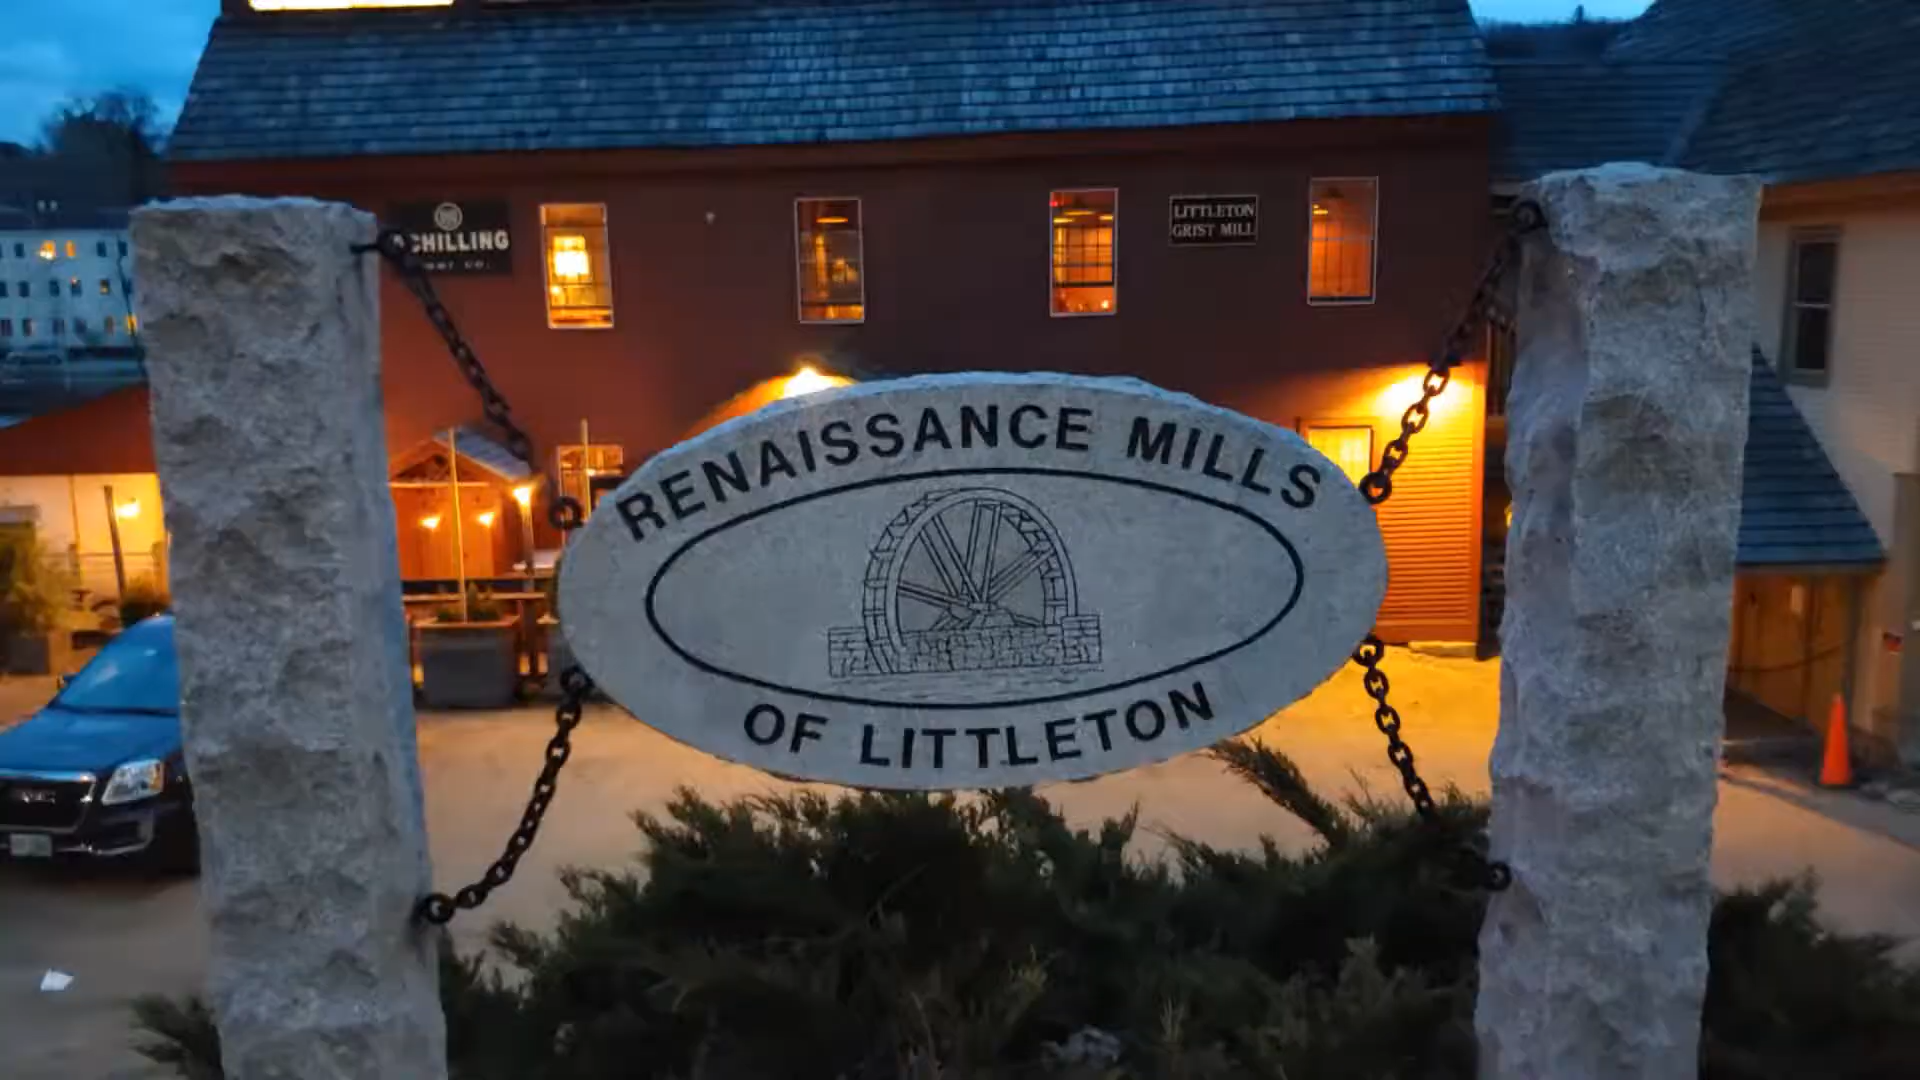 CHILLING
LITTLETON
GRIST MILL
RENAISSANCE MILLS
OF LITTLETON